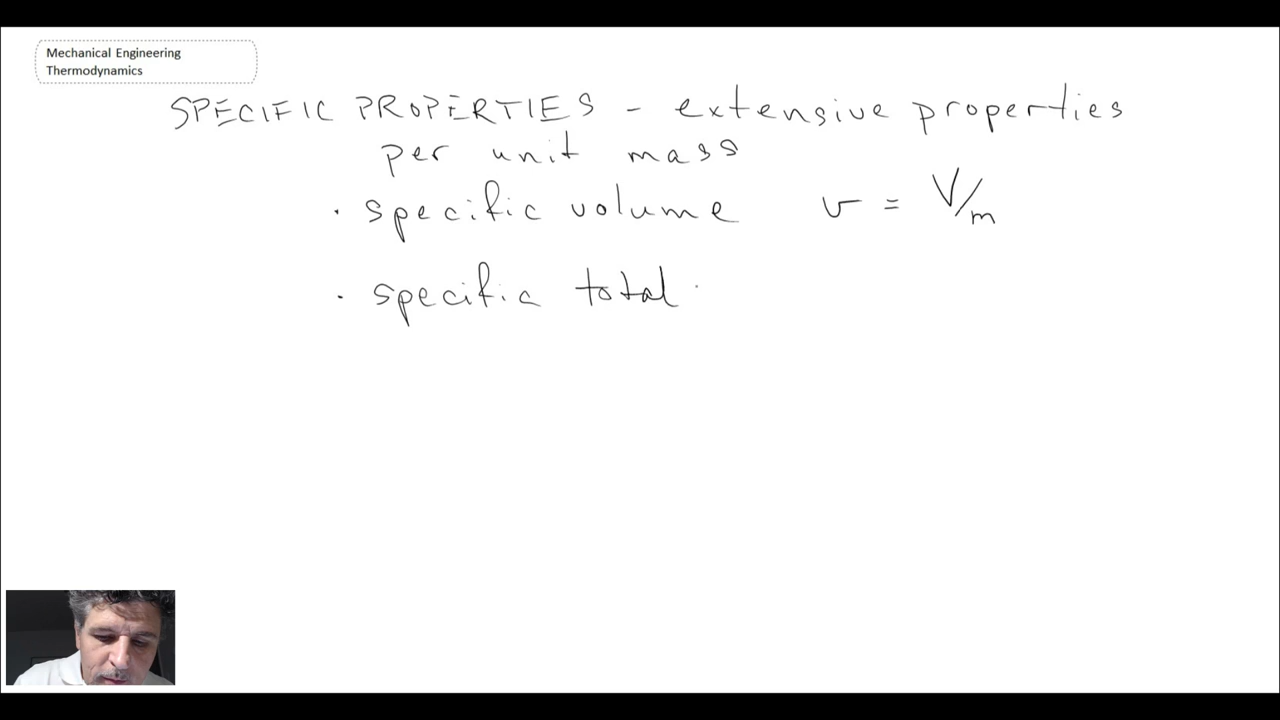 Mechanical Engineering
Thermodynamics
SPECIFIC PROPERTIES - extensive properties
per unit mass
· specific volume v = V/m
· specific total